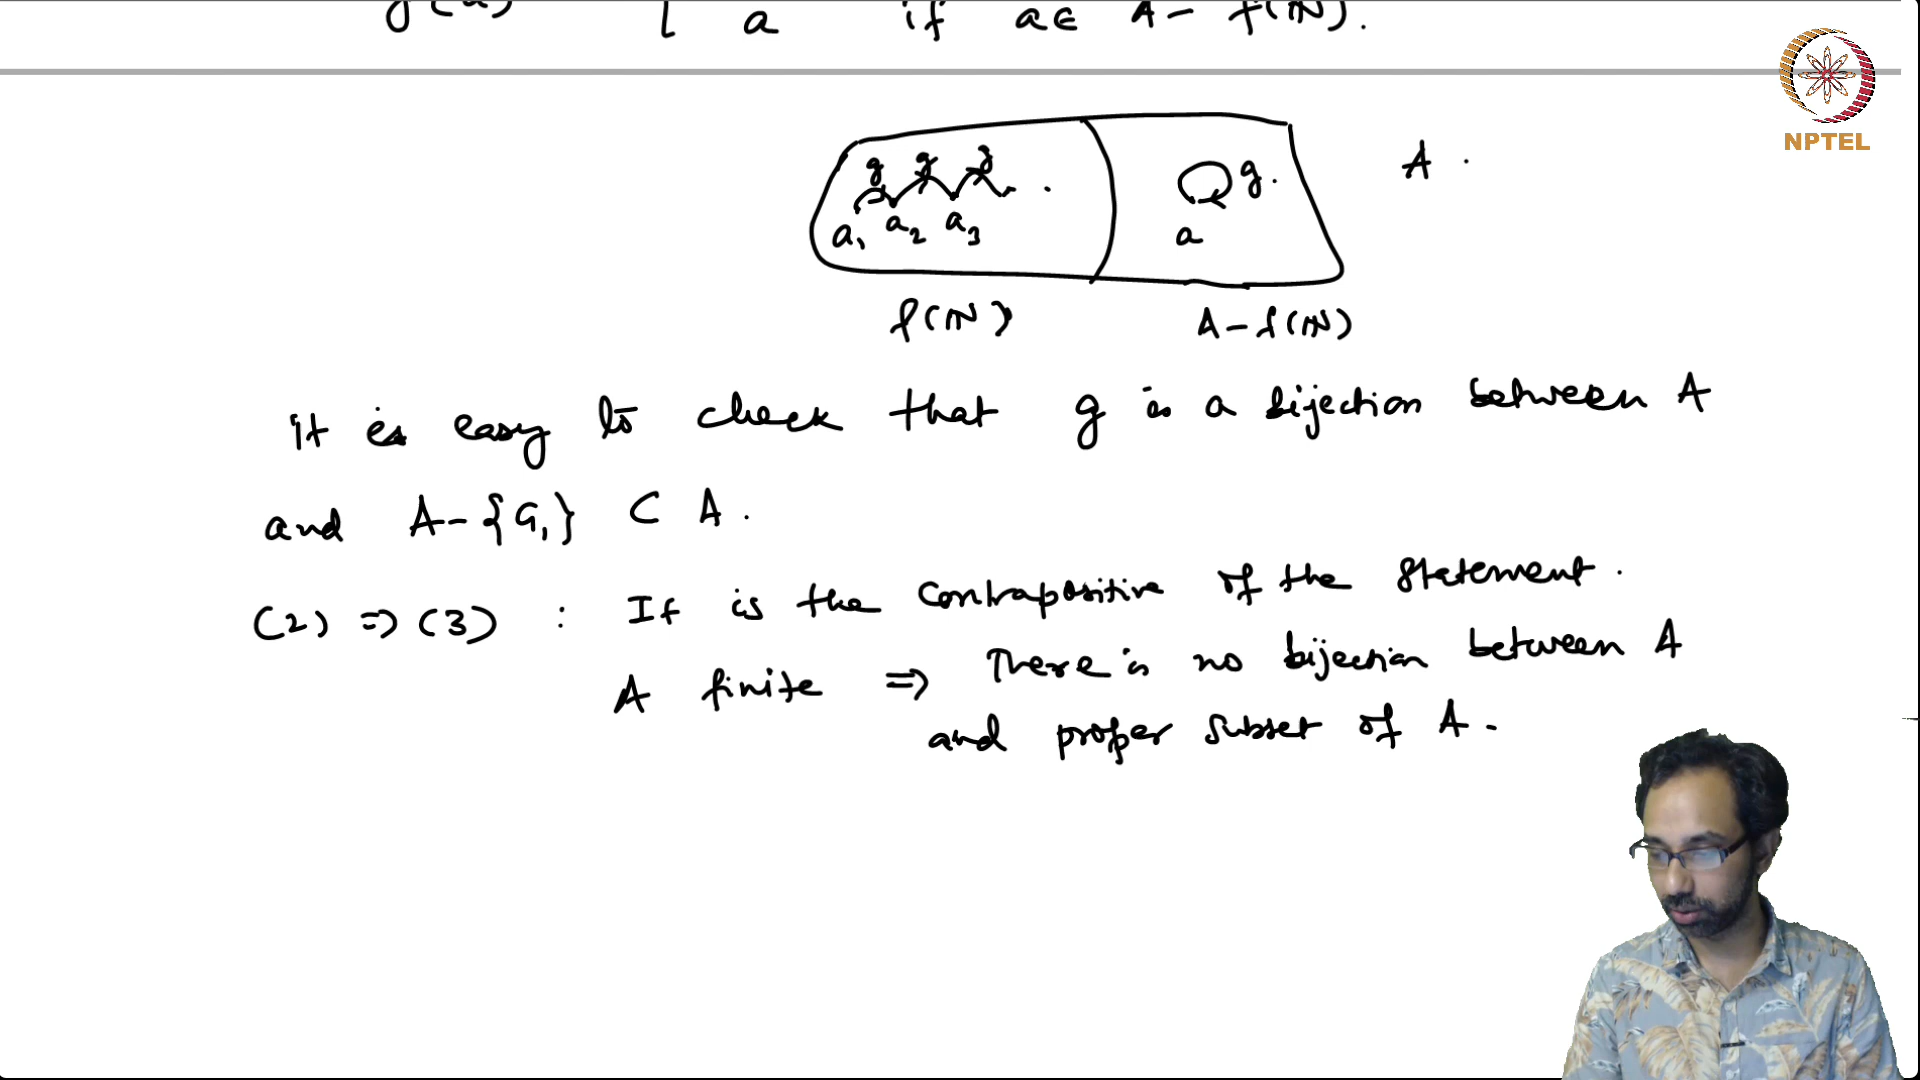 g(a) { a if a∈ A - f(ℕ).
NPTEL
g g g . g. A .
a₁ a₂ a₃ a
f(ℕ) A - f(ℕ)
it is easy to check that g is a bijection between A
and A - {a₁} ⊂ A .
(2) ⇒ (3) : It is the contrapositive of the statement .
A finite ⇒ There is no bijection between A
and proper subset of A .